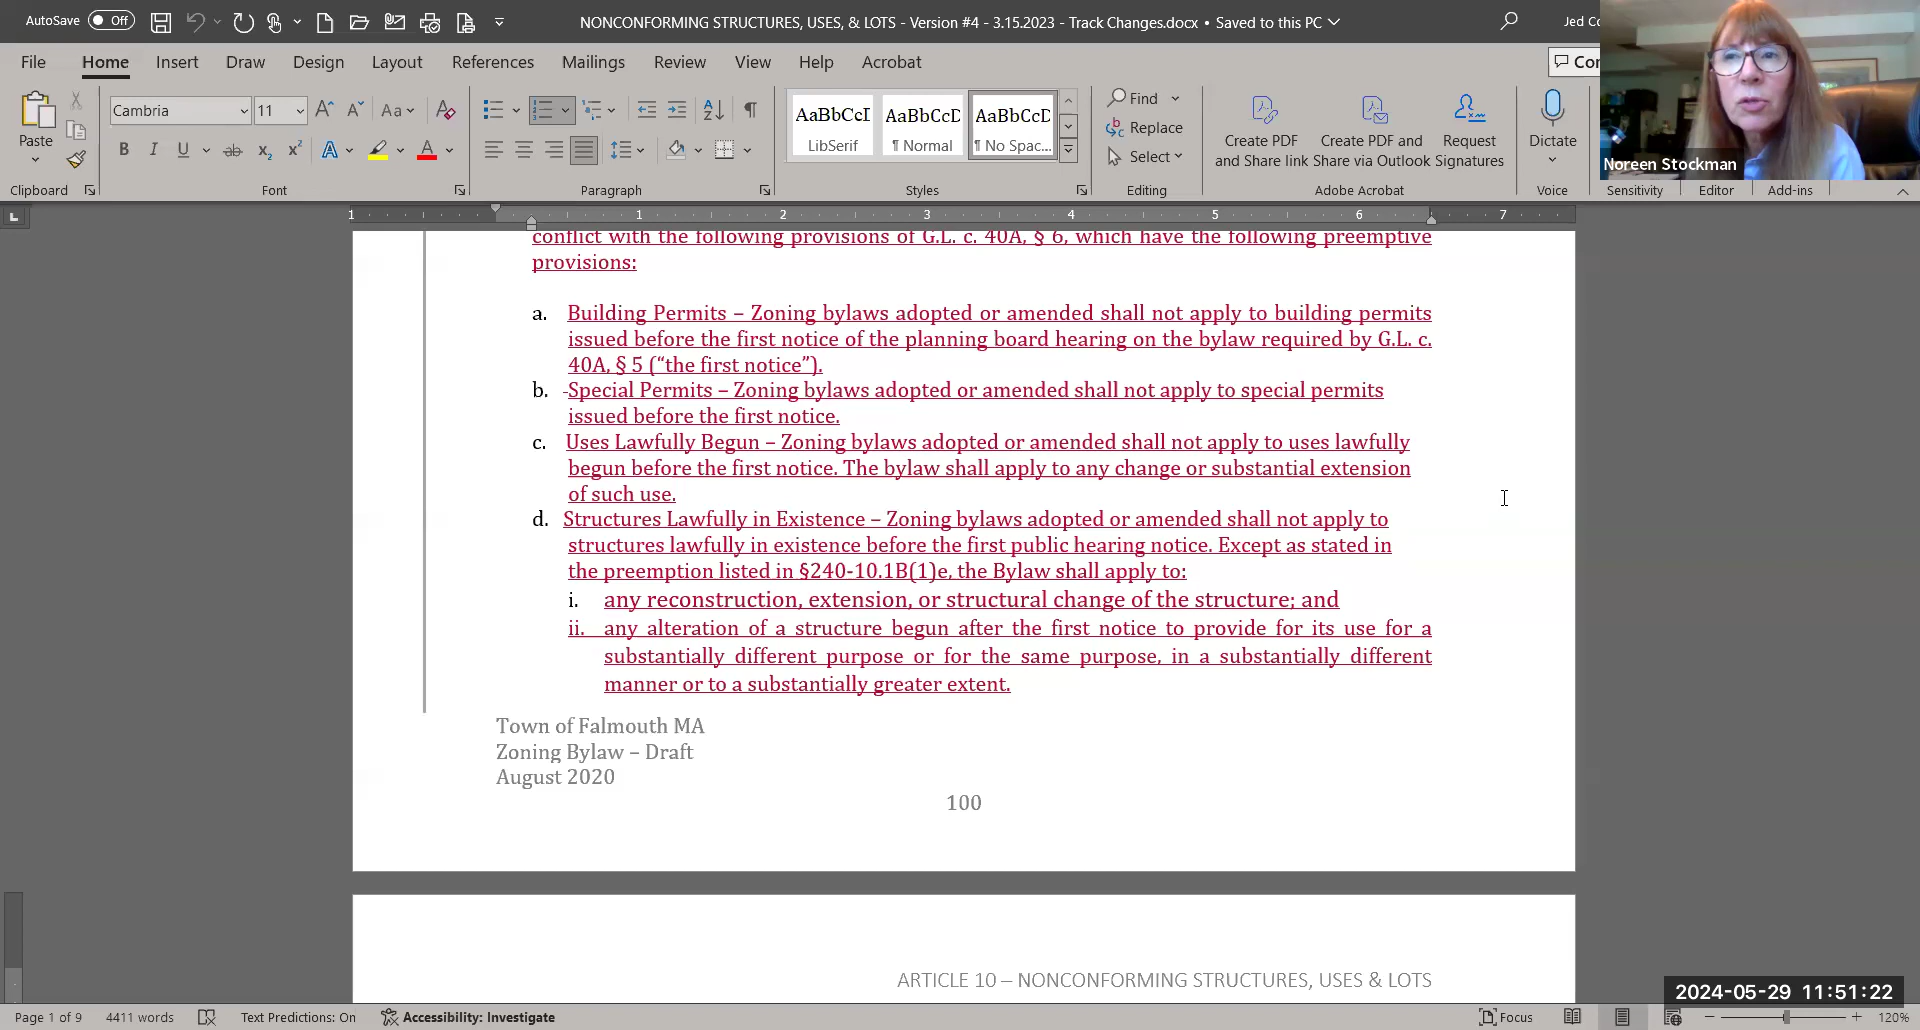 AutoSave Off
NONCONFORMING STRUCTURES, USES, & LOTS - Version #4 - 3.15.2023 - Track Changes.docx • Saved to this PC
Jed Co
File Home Insert Draw Design Layout References Mailings Review View Help Acrobat
Con
Paste
Cambria 11
Aa
AaBbCcI AaBbCcD AaBbCcD
LibSerif ¶ Normal ¶ No Spac...
Find
Replace
Select
Create PDF and Share link
Create PDF and Share via Outlook
Request Signatures
Dictate
Noreen Stockman
Clipboard Font Paragraph Styles Editing Adobe Acrobat Voice Sensitivity Editor Add-ins
1 1 2 3 4 5 6 7
conflict with the following provisions of G.L. c. 40A, § 6, which have the following preemptive
provisions:
a. Building Permits – Zoning bylaws adopted or amended shall not apply to building permits
issued before the first notice of the planning board hearing on the bylaw required by G.L. c.
40A, § 5 (“the first notice”).
b. -Special Permits – Zoning bylaws adopted or amended shall not apply to special permits
issued before the first notice.
c. Uses Lawfully Begun – Zoning bylaws adopted or amended shall not apply to uses lawfully
begun before the first notice. The bylaw shall apply to any change or substantial extension
of such use.
d. Structures Lawfully in Existence – Zoning bylaws adopted or amended shall not apply to
structures lawfully in existence before the first public hearing notice. Except as stated in
the preemption listed in §240-10.1B(1)e, the Bylaw shall apply to:
i. any reconstruction, extension, or structural change of the structure; and
ii. any alteration of a structure begun after the first notice to provide for its use for a
substantially different purpose or for the same purpose, in a substantially different
manner or to a substantially greater extent.
Town of Falmouth MA
Zoning Bylaw – Draft
August 2020
100
ARTICLE 10 – NONCONFORMING STRUCTURES, USES & LOTS
2024-05-29 11:51:22
Page 1 of 9 4411 words Text Predictions: On Accessibility: Investigate Focus 120%